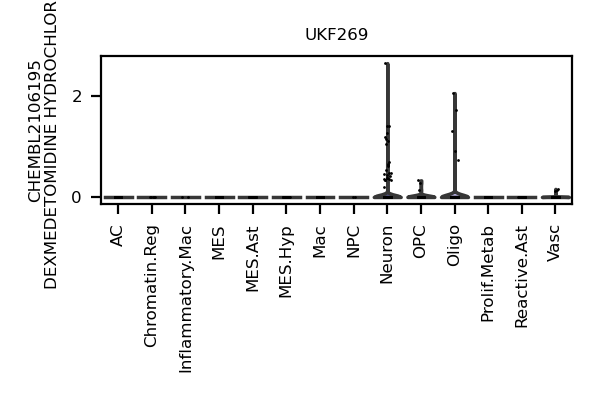 UKF269
CHEMBL2106195
DEXMEDETOMIDINE HYDROCHLOR
2
0
AC
Chromatin.Reg
Inflammatory.Mac
MES
MES.Ast
MES.Hyp
Mac
NPC
Neuron
OPC
Oligo
Prolif.Metab
Reactive.Ast
Vasc